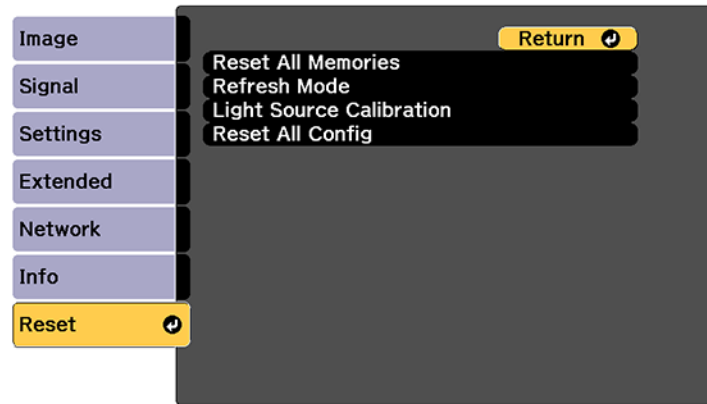 Image
Signal
Settings
Extended
Network
Info
Reset
Return
Reset All Memories
Refresh Mode
Light Source Calibration
Reset All Config